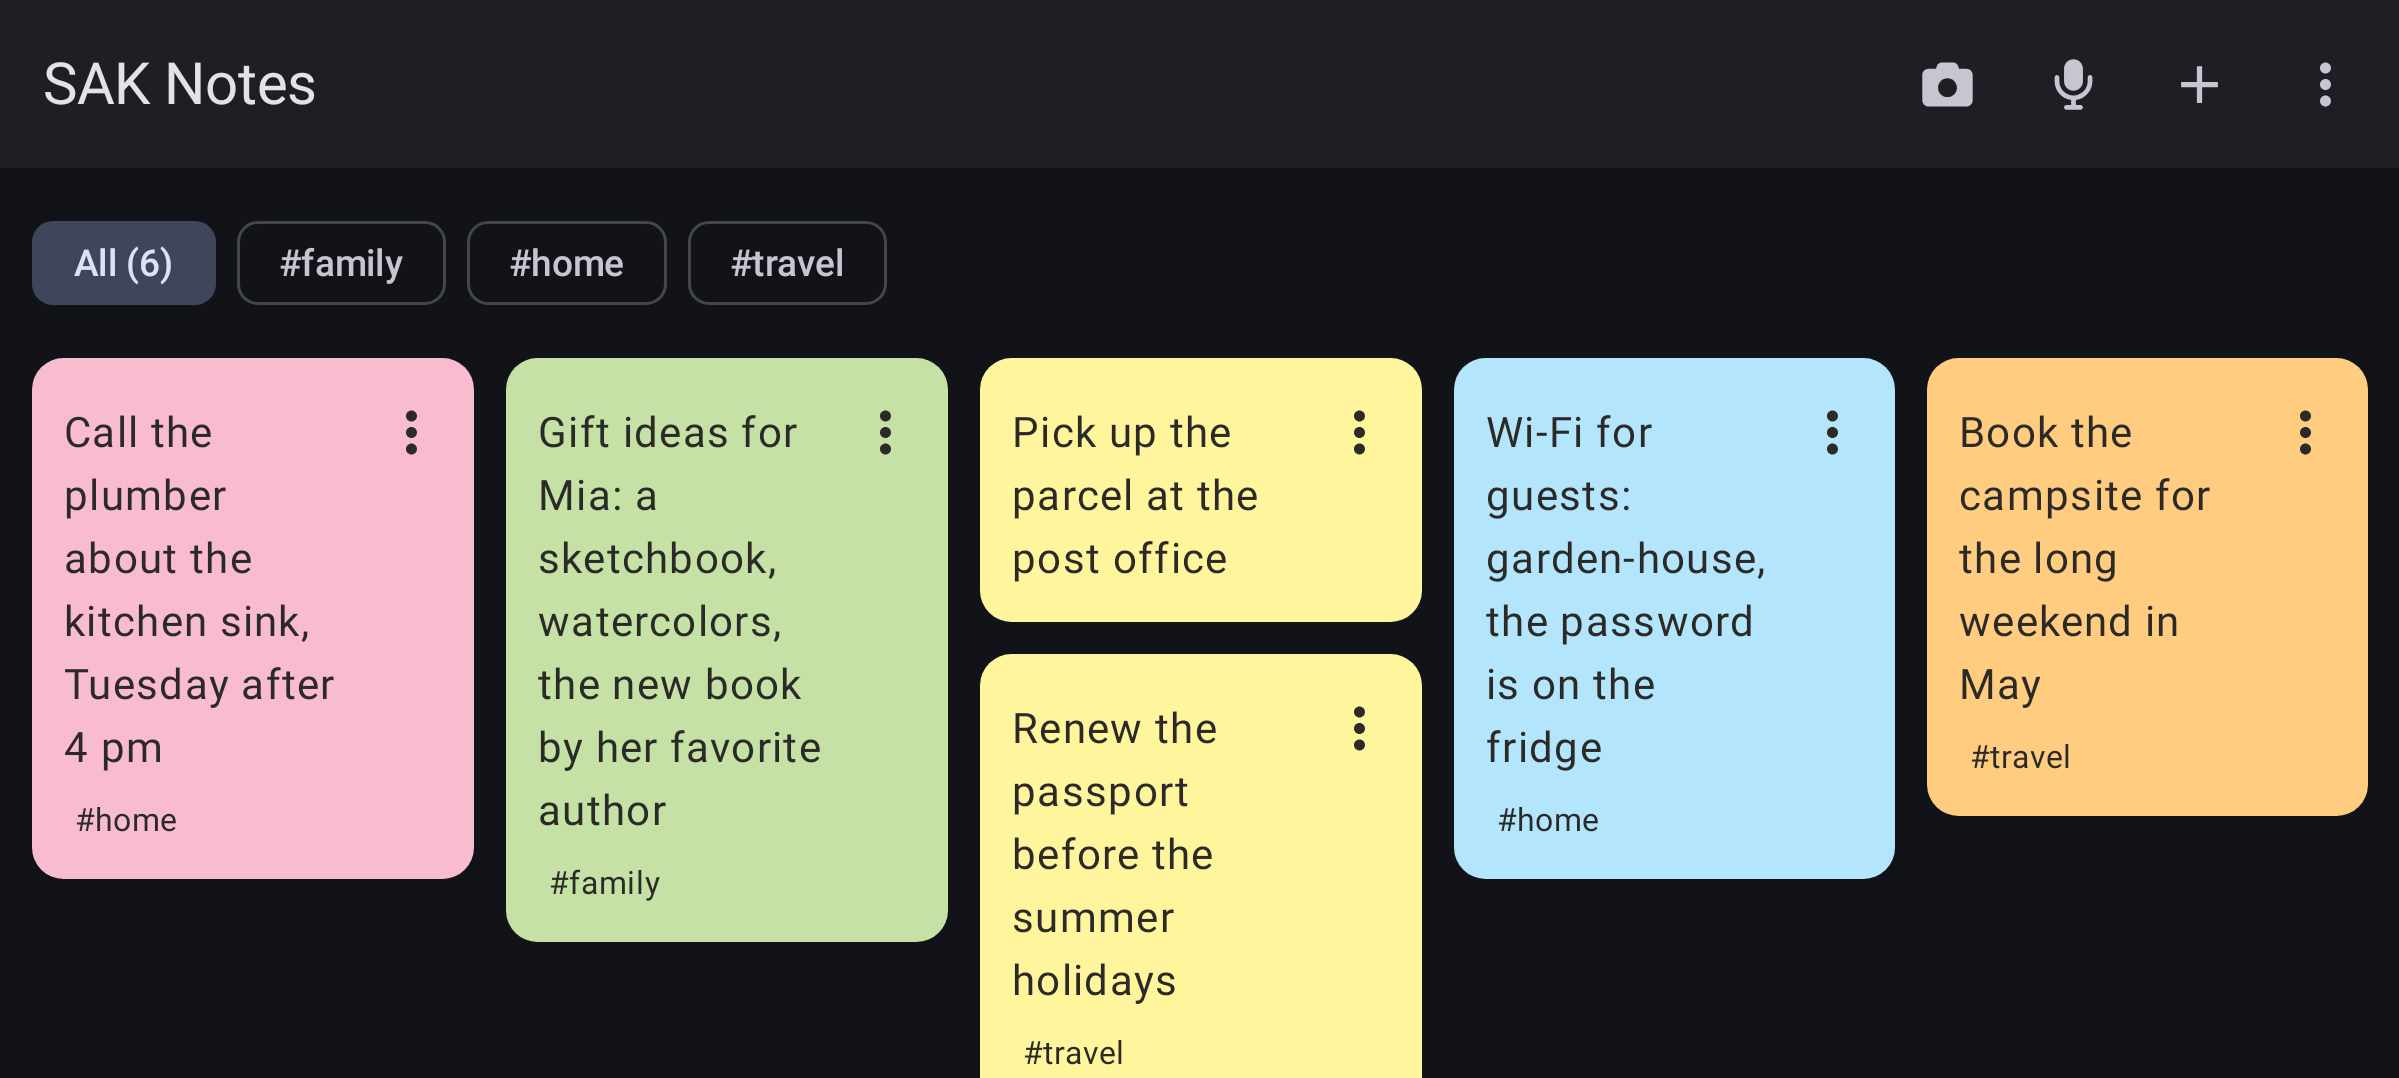 SAK Notes
All (6)
#family
#home
#travel
Call the
plumber
about the
kitchen sink,
Tuesday after
4 pm
#home
Gift ideas for
Mia: a
sketchbook,
watercolors,
the new book
by her favorite
author
#family
Pick up the
parcel at the
post office
Renew the
passport
before the
summer
holidays
#travel
Wi-Fi for
guests:
garden-house,
the password
is on the
fridge
#home
Book the
campsite for
the long
weekend in
May
#travel